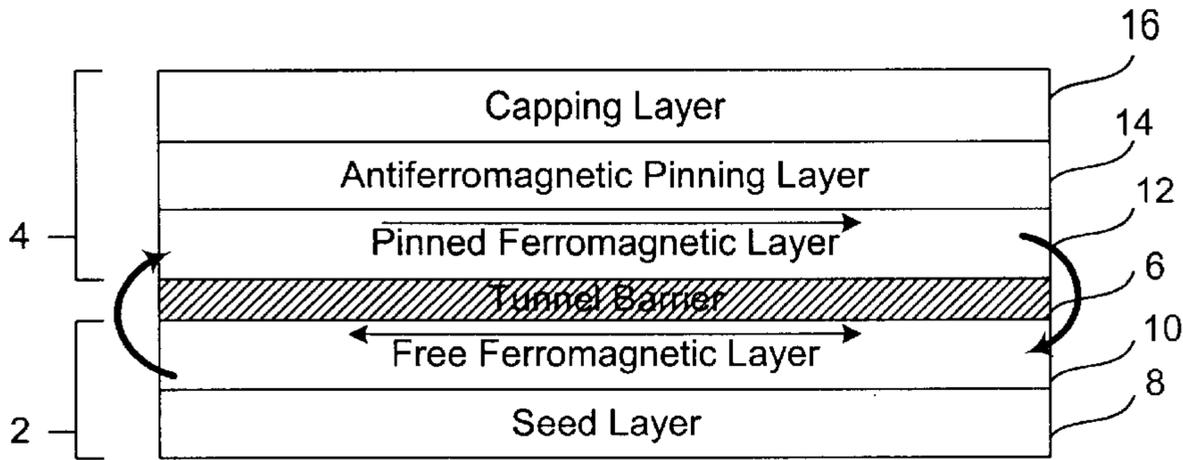 16
Capping Layer
14
Antiferromagnetic Pinning Layer
12
4
Pinned Ferromagnetic Layer
6
Tunnel Barrier
10
Free Ferromagnetic Layer
8
2
Seed Layer